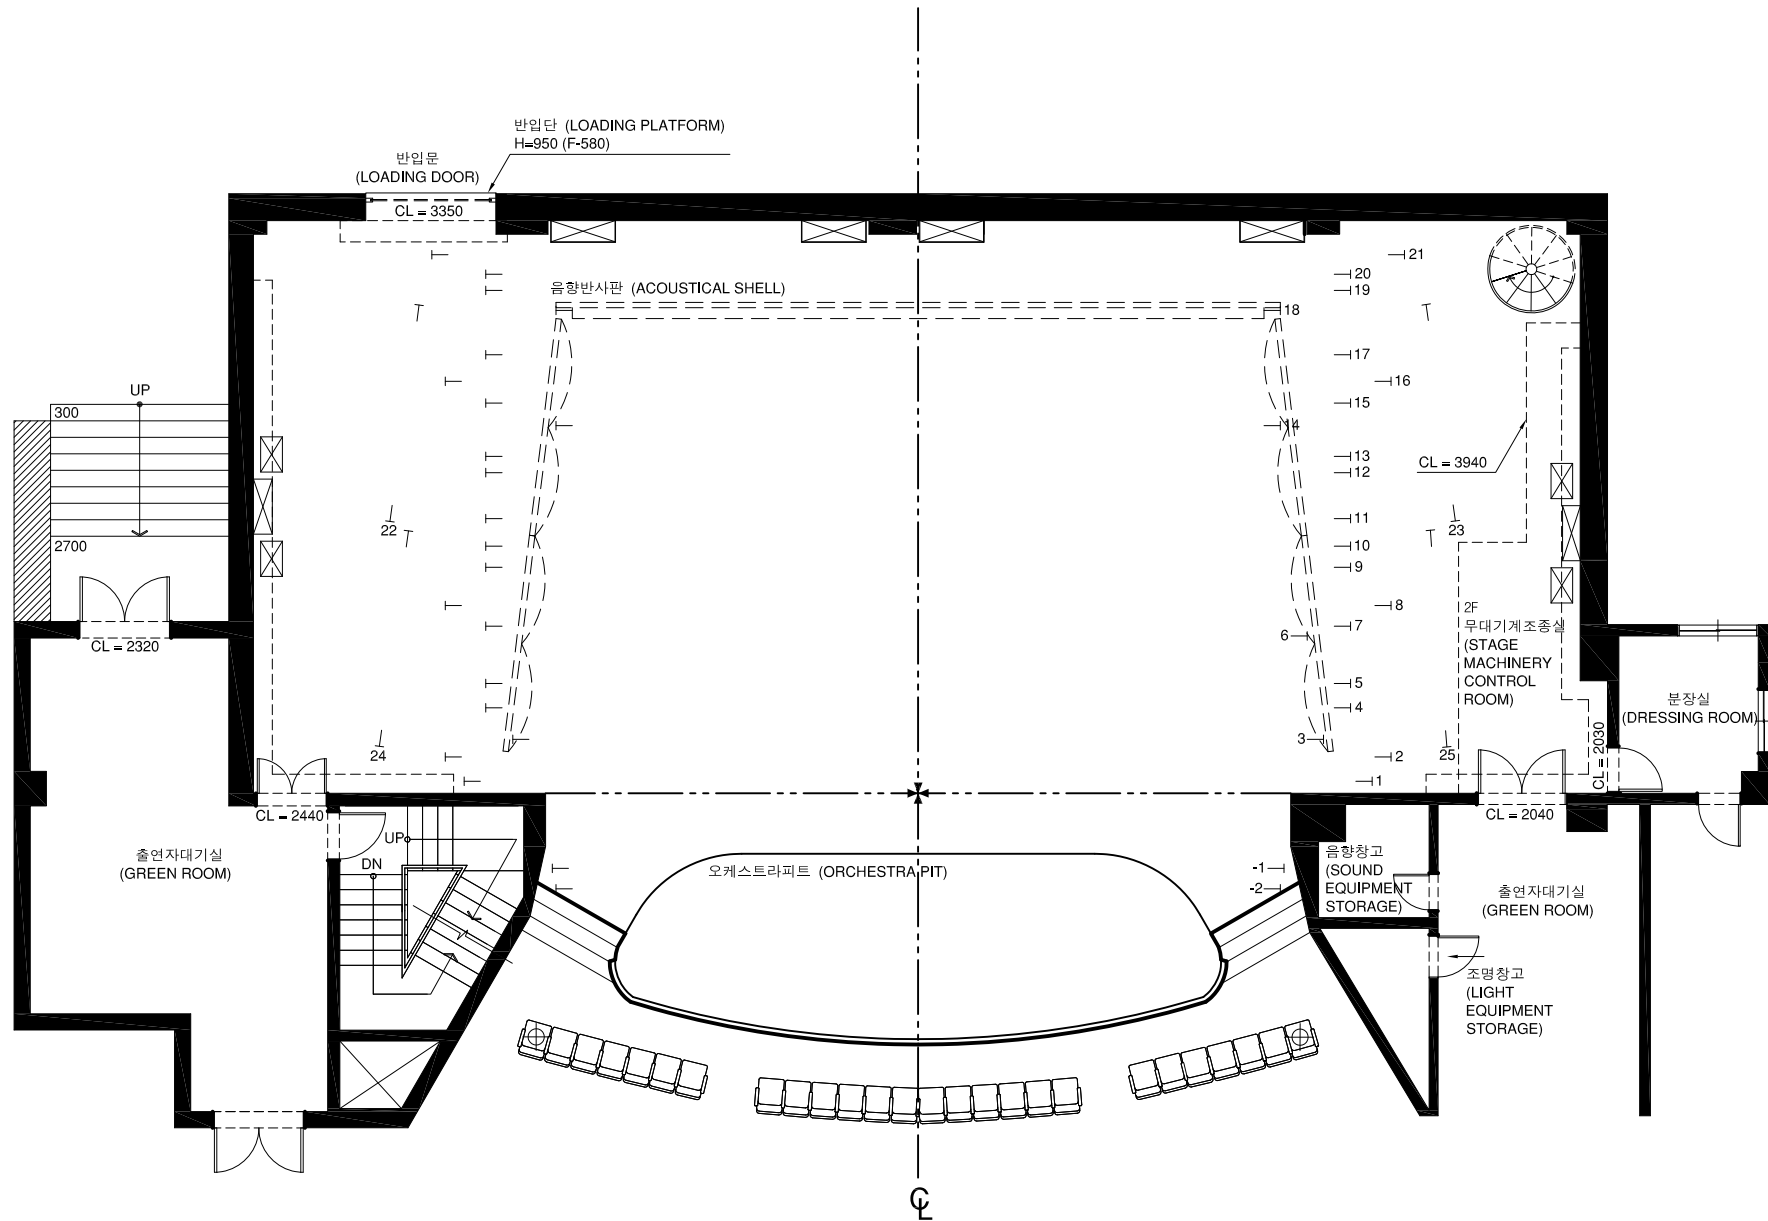 반입단 (LOADING PLATFORM)
H=950 (F-580)
반입문
(LOADING DOOR)
CL = 3350
21
20
음향반사판 (ACOUSTICAL SHELL)
19
18
17
UP
16
300
15
14
13
CL = 3940
12
11
22
23
2700
10
9
8
2F
7
무대기계조종실
6
(STAGE
CL = 2320
MACHINERY
CONTROL
5
ROOM)
분장실
4
(DRESSING ROOM)
3
24
25
2
CL = 2030
1
CL = 2440
CL = 2040
UP
출연자대기실
(GREEN ROOM)
DN
오케스트라피트 (ORCHESTRA PIT)
-1
-2
음향창고
(SOUND
EQUIPMENT
STORAGE)
출연자대기실
(GREEN ROOM)
조명창고
(LIGHT
EQUIPMENT
STORAGE)
CL